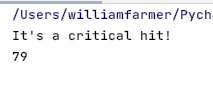 /Users/williamfarmer/Pych
It's a critical hit!
79